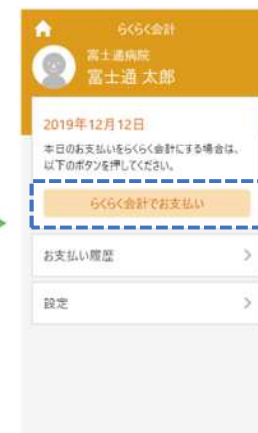 らくらく会計
富士通病院
富士通 太郎
2019年12月12日
本日のお支払いをらくらく会計にする場合は、
以下のボタンを押してください。
らくらく会計でお支払い
お支払い履歴
設定